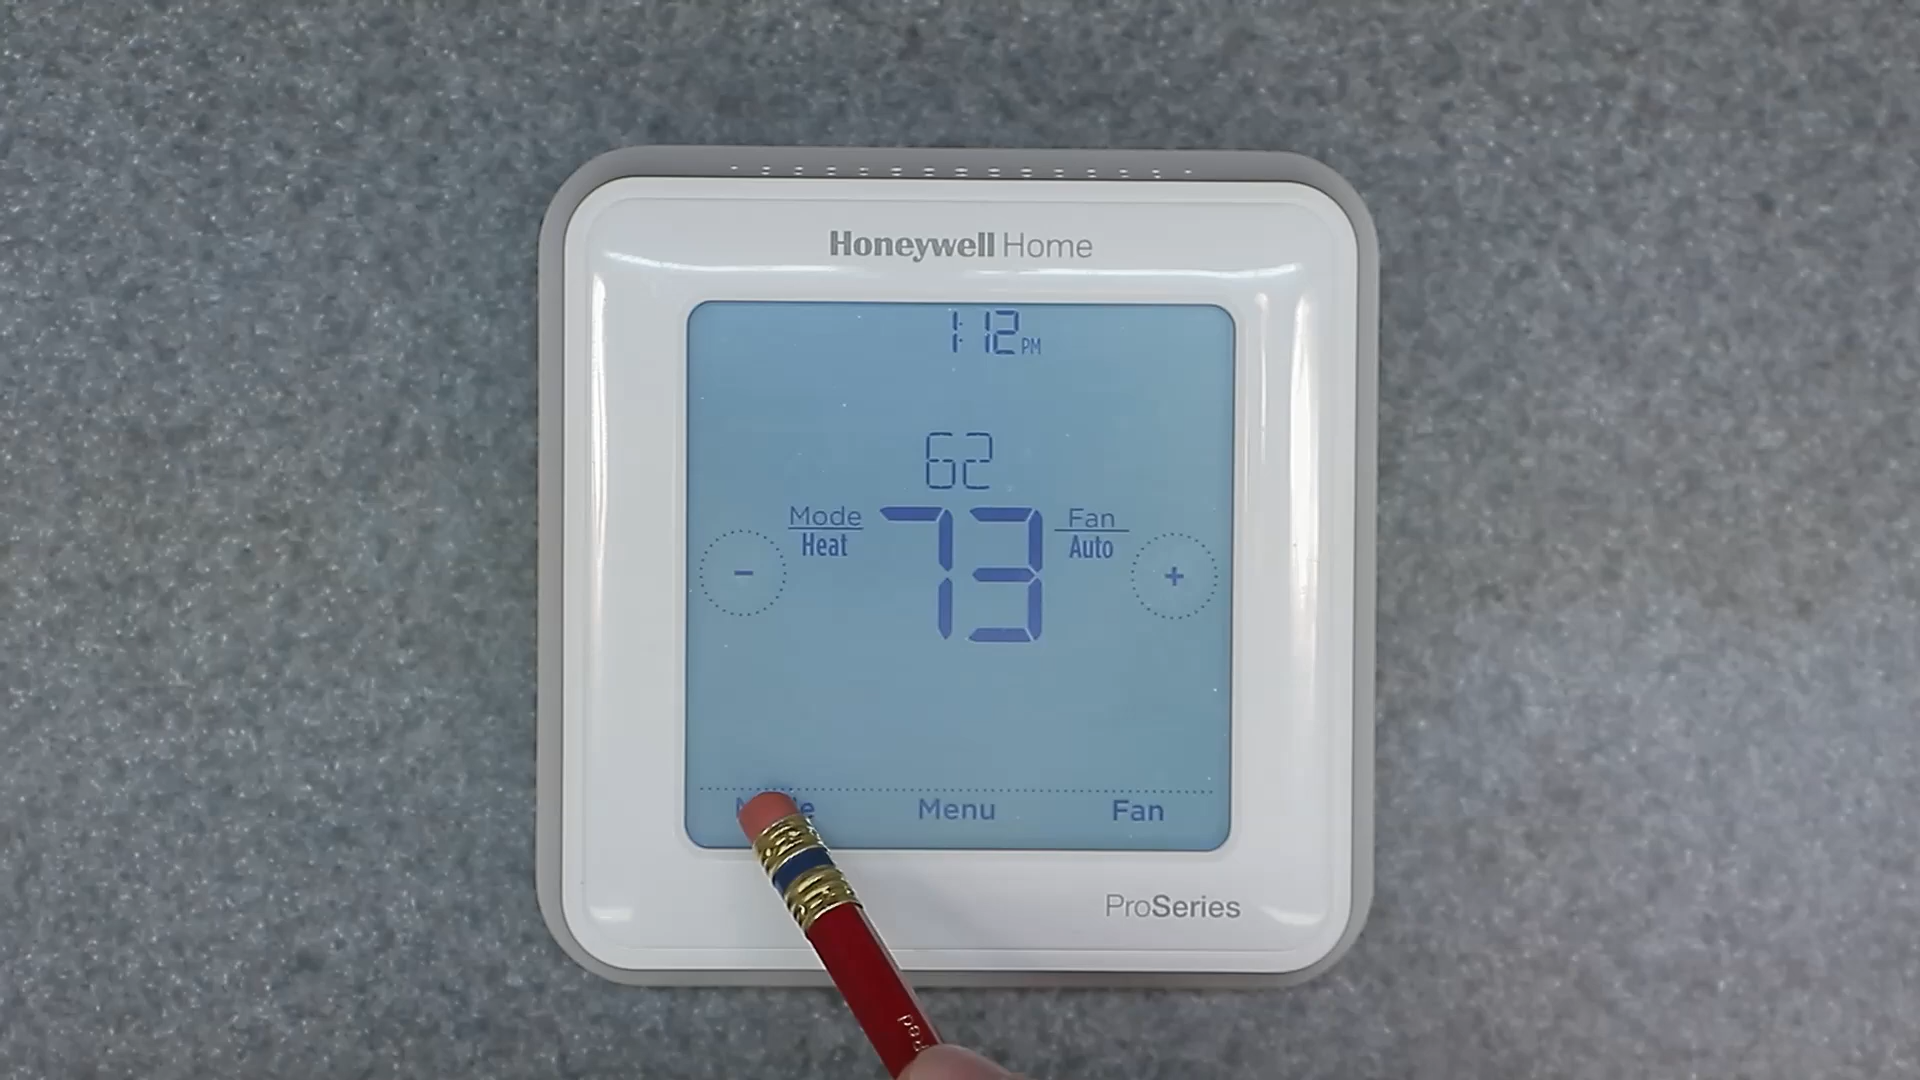 Honeywell Home
1:12 PM
62
Mode
Heat
73
Fan
Auto
- +
Menu Fan
ProSeries